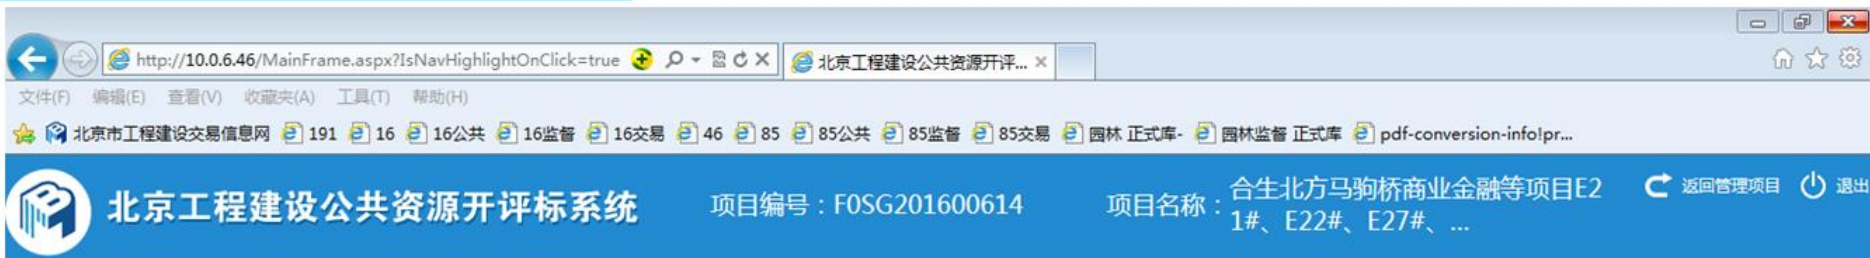 http://10.0.6.46/MainFrame.aspx?IsNavHighlightOnClick=true 北京工程建设公共资源开评...
文件(F) 编辑(E) 查看(V) 收藏夹(A) 工具(T) 帮助(H)
北京市工程建设交易信息网 191 16 16公共 16监督 16交易 46 85 85公共 85监督 85交易 园林 正式库- 园林监督 正式库 pdf-conversion-info!pr...
北京工程建设公共资源开评标系统 项目编号：F0SG201600614 项目名称： 合生北方马驹桥商业金融等项目E2 返回管理项目 退出
1#、E22#、E27#、...